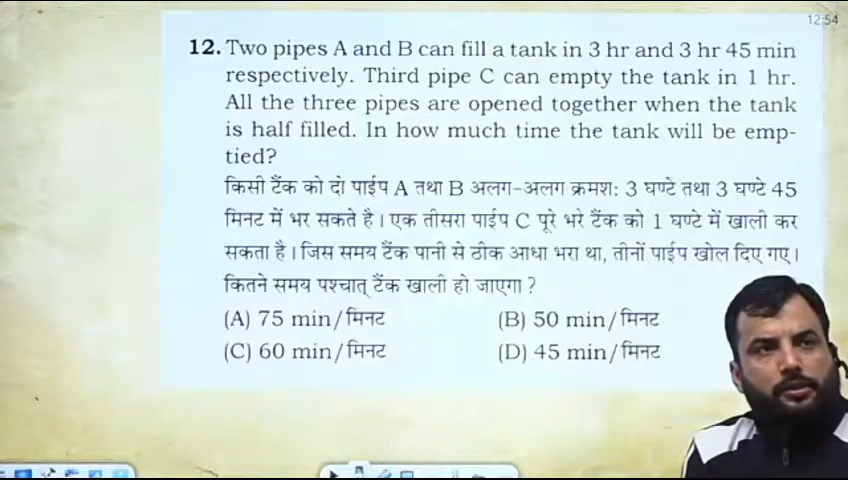 12:54
12. Two pipes A and B can fill a tank in 3 hr and 3 hr 45 min
respectively. Third pipe C can empty the tank in 1 hr.
All the three pipes are opened together when the tank
is half filled. In how much time the tank will be emp-
tied?
किसी टैंक को दो पाईप A तथा B अलग-अलग क्रमश: 3 घण्टे तथा 3 घण्टे 45
मिनट में भर सकते है। एक तीसरा पाईप C पूरे भरे टैंक को 1 घण्टे में खाली कर
सकता है। जिस समय टैंक पानी से ठीक आधा भरा था, तीनों पाईप खोल दिए गए।
कितने समय पश्चात् टैंक खाली हो जाएगा ?
(A) 75 min/मिनट (B) 50 min/मिनट
(C) 60 min/मिनट (D) 45 min/मिनट